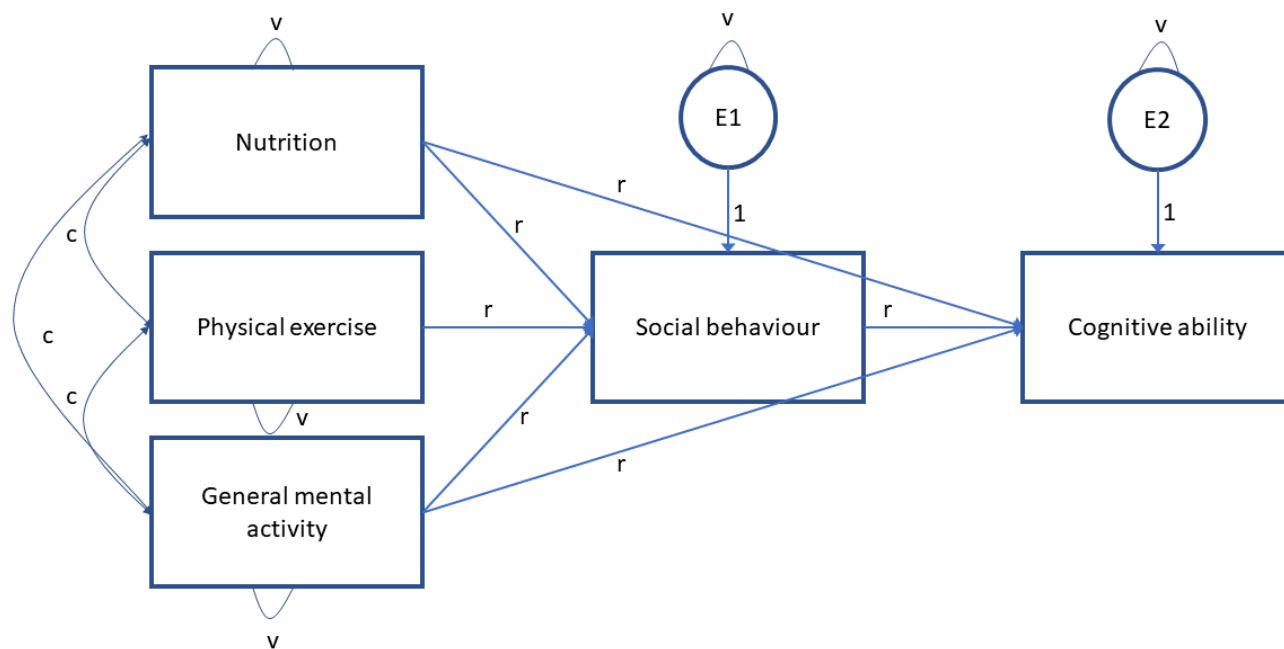 v
v
v
E1
E2
Nutrition
r
1
1
c
r
Physical exercise
r
Social behaviour
r
Cognitive ability
c
c
v
r
r
General mental
activity
v